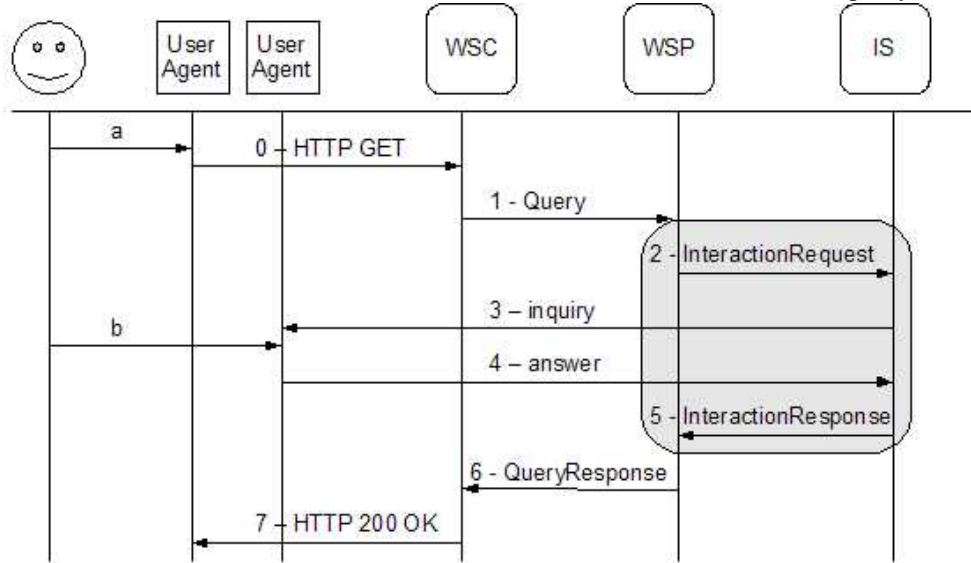 User
Agent
User
Agent
WSC
WSP
IS
a
0 – HTTP GET
1 - Query
2 - InteractionRequest
3 – inquiry
b
4 – answer
5 - InteractionResponse
6 - QueryResponse
7 – HTTP 200 OK